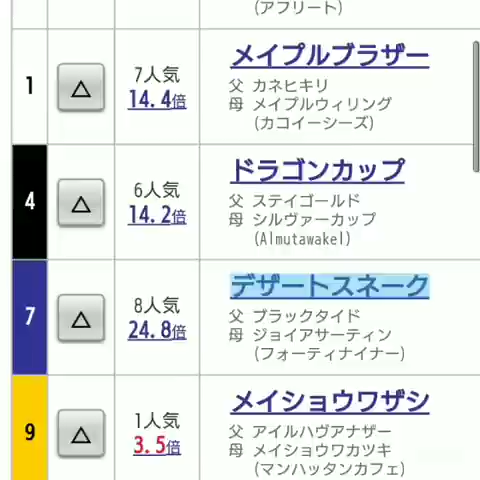 (アフリート)
1
△
7人気
14.4倍
メイプルブラザー
父 カネヒキリ
母 メイプルウィリング
(カコイーシーズ)
4
△
6人気
14.2倍
ドラゴンカップ
父 ステイゴールド
母 シルヴァーカップ
(Almutawakel)
7
△
8人気
24.8倍
デザートスネーク
父 ブラックタイド
母 ジョイアサーティン
(フォーティナイナー)
9
△
1人気
3.5倍
メイショウワザシ
父 アイルハヴアナザー
母 メイショウワカツキ
(マンハッタンカフェ)